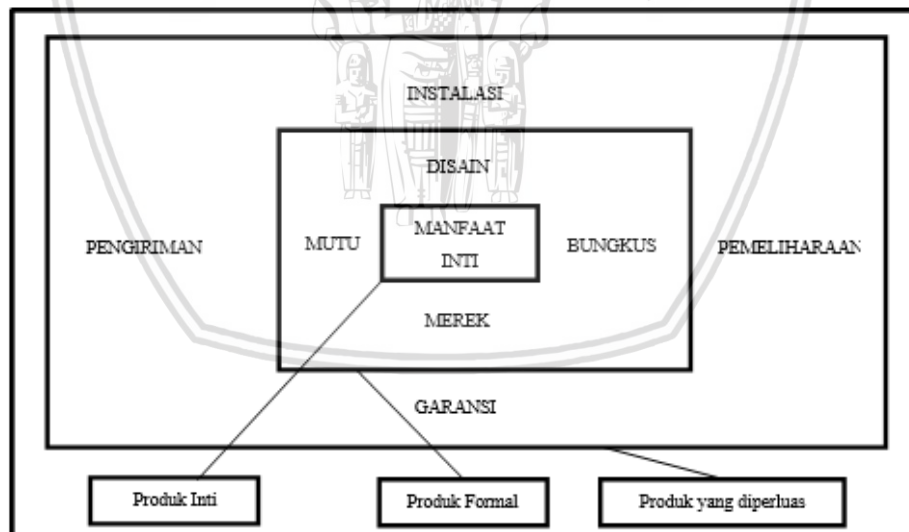 INSTALASI
DISAIN
PENGIRIMAN
MUTU
MANFAAT
INTI
BUNGKUS
PEMELIHARAAN
MEREK
GARANSI
Produk Inti
Produk Formal
Produk yang diperluas